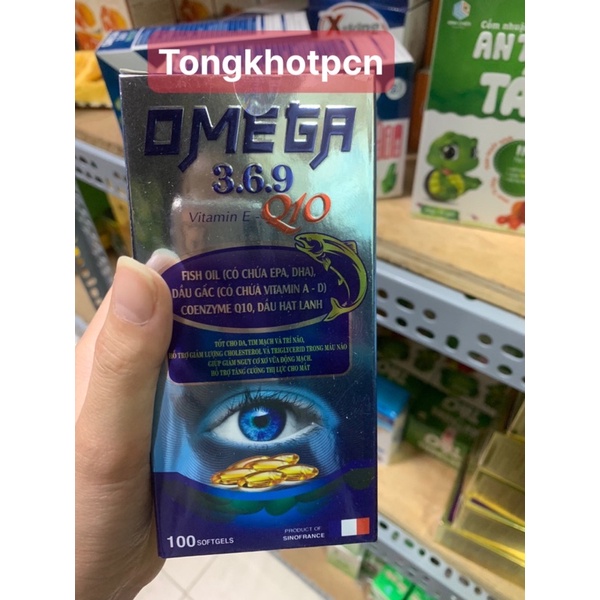 Tongkhotpcn
OMEGA
3.6.9
Vitamin E - Q10
FISH OIL (CÓ CHỨA EPA, DHA),
DẦU GẤC (CÓ CHỨA VITAMIN A - D)
COENZYME Q10, DẦU HẠT LANH
TỐT CHO DA, TIM MẠCH VÀ TRÍ NÃO,
HỖ TRỢ GIẢM LƯỢNG CHOLESTEROL VÀ TRIGLYCERID TRONG MÁU NÃO
GIÚP GIẢM NGUY CƠ SƠ VỮA ĐỘNG MẠCH,
HỖ TRỢ TĂNG CƯỜNG THỊ LỰC CHO MẮT
100 SOFTGELS
PRODUCT OF
SINOFRANCE